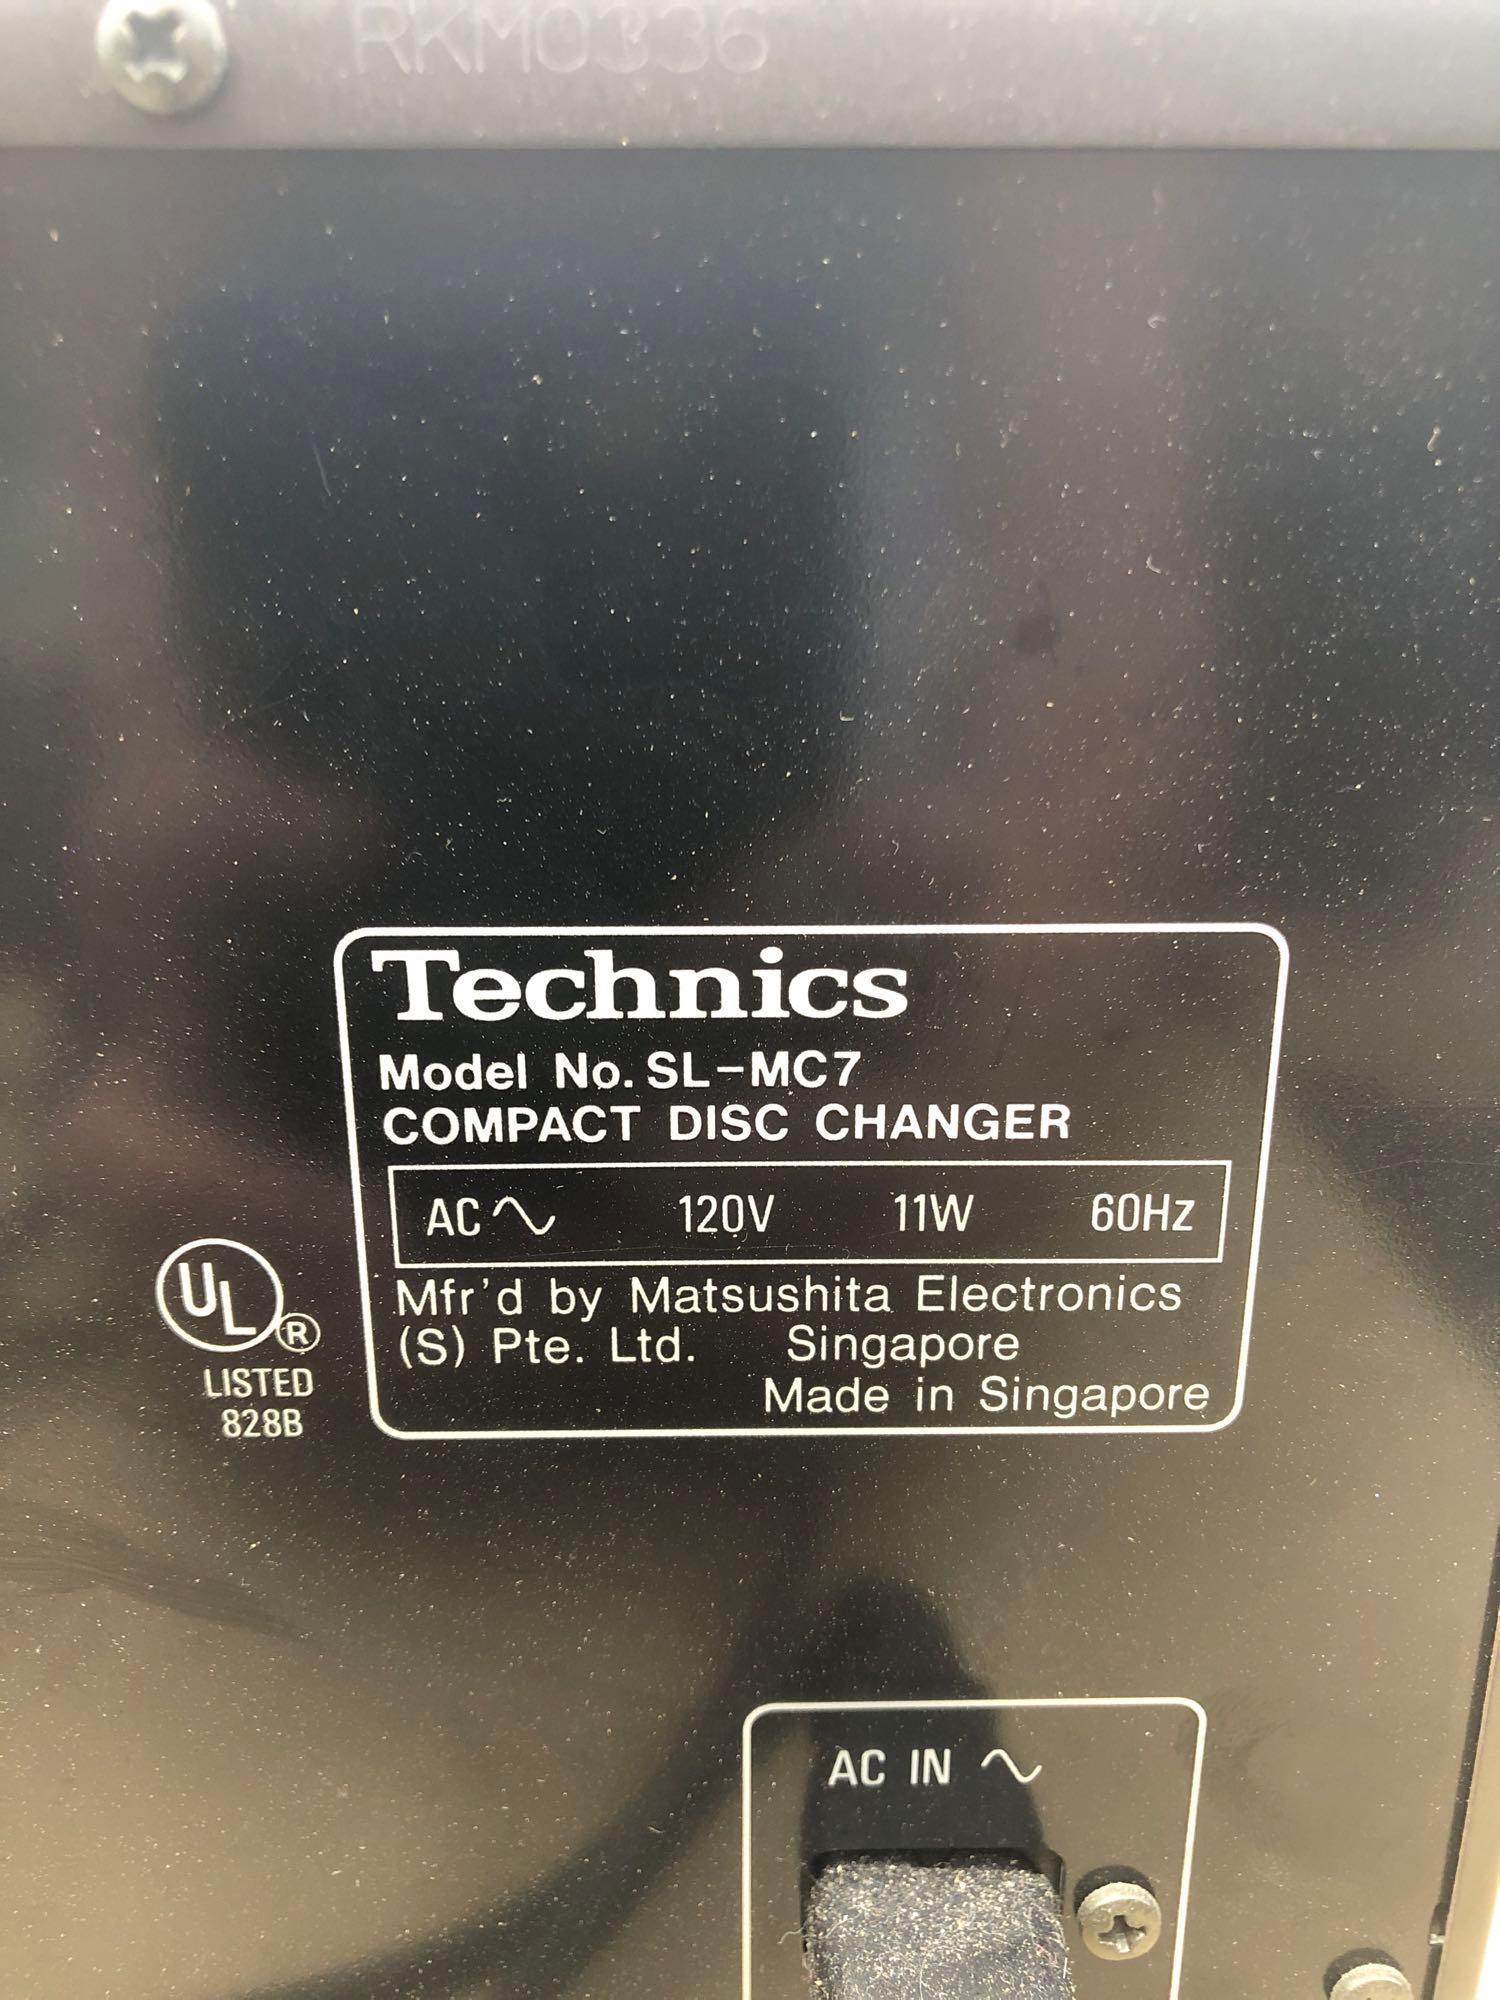 RKM0336
Technics
Model No. SL-MC7
COMPACT DISC CHANGER
AC 120V 11W 60Hz
Mfr'd by Matsushita Electronics
(S) Pte. Ltd. Singapore
Made in Singapore
UL ®
LISTED
828B
AC IN